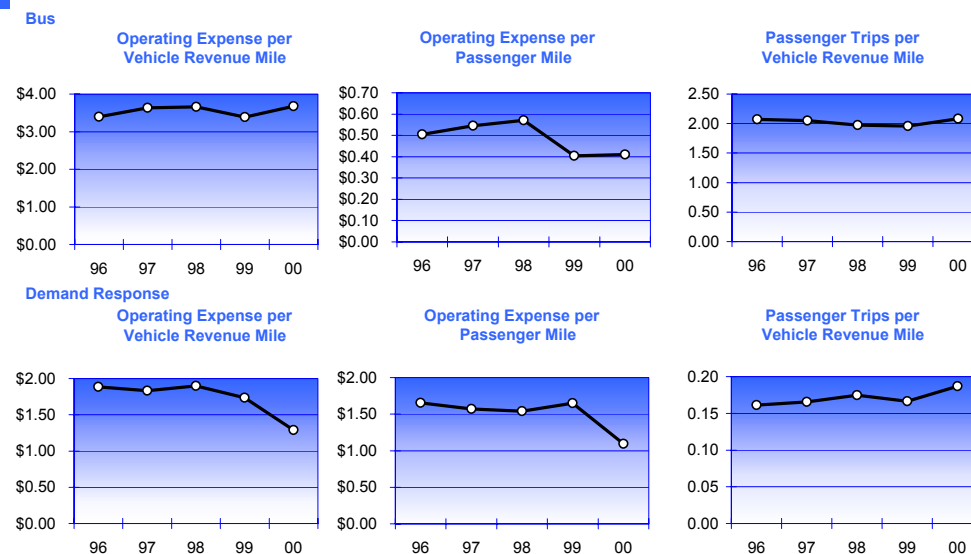 Bus
Operating Expense per
Vehicle Revenue Mile
$4.00
$3.00
$2.00
$1.00
$0.00
96 97 98 99 00
Operating Expense per
Passenger Mile
$0.70
$0.60
$0.50
$0.40
$0.30
$0.20
$0.10
$0.00
96 97 98 99 00
Passenger Trips per
Vehicle Revenue Mile
2.50
2.00
1.50
1.00
0.50
0.00
96 97 98 99 00
Demand Response
Operating Expense per
Vehicle Revenue Mile
$2.00
$1.50
$1.00
$0.50
$0.00
96 97 98 99 00
Operating Expense per
Passenger Mile
$2.00
$1.50
$1.00
$0.50
$0.00
96 97 98 99 00
Passenger Trips per
Vehicle Revenue Mile
0.20
0.15
0.10
0.05
0.00
96 97 98 99 00